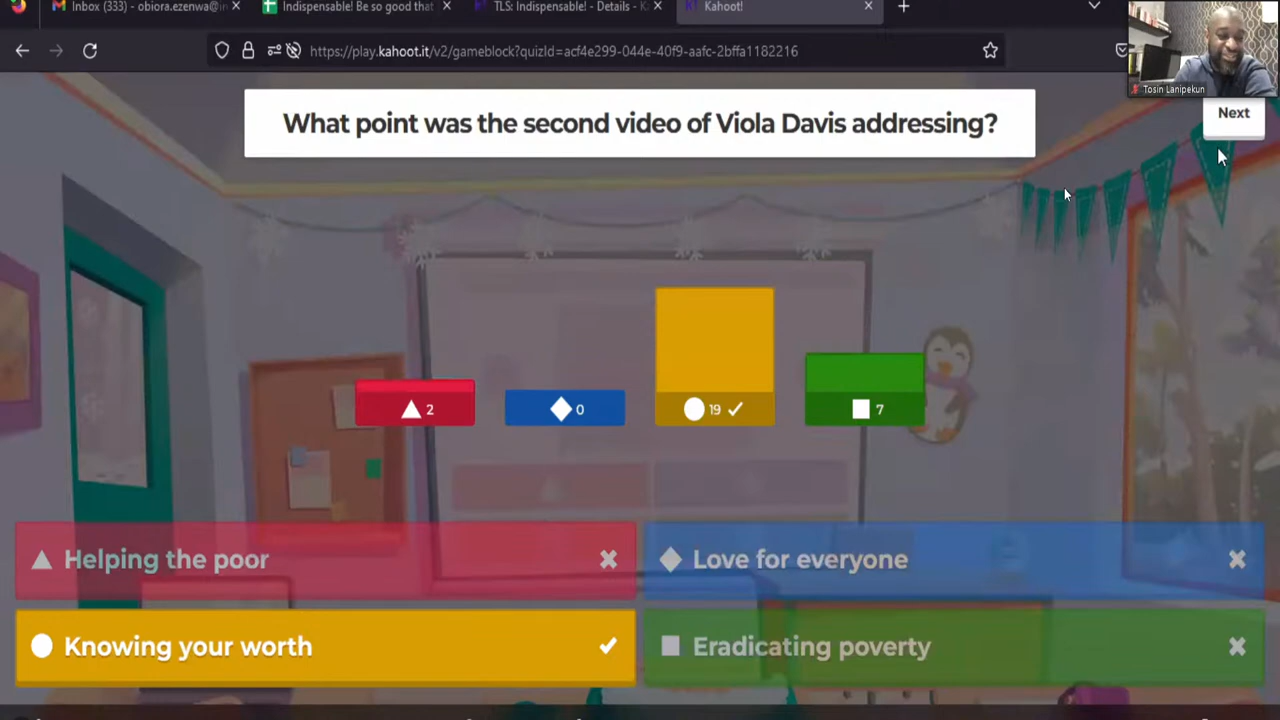 Inbox (333) - obiora.ezenwa@in
Indispensable! Be so good that
TLS: Indispensable! - Details - K
Kahoot!
https://play.kahoot.it/v2/gameblock?quizId=acf4e299-044e-40f9-aafc-2bffa1182216
Tosin Lanipekun
What point was the second video of Viola Davis addressing?
Next
2
0
19
7
Helping the poor
Love for everyone
Knowing your worth
Eradicating poverty